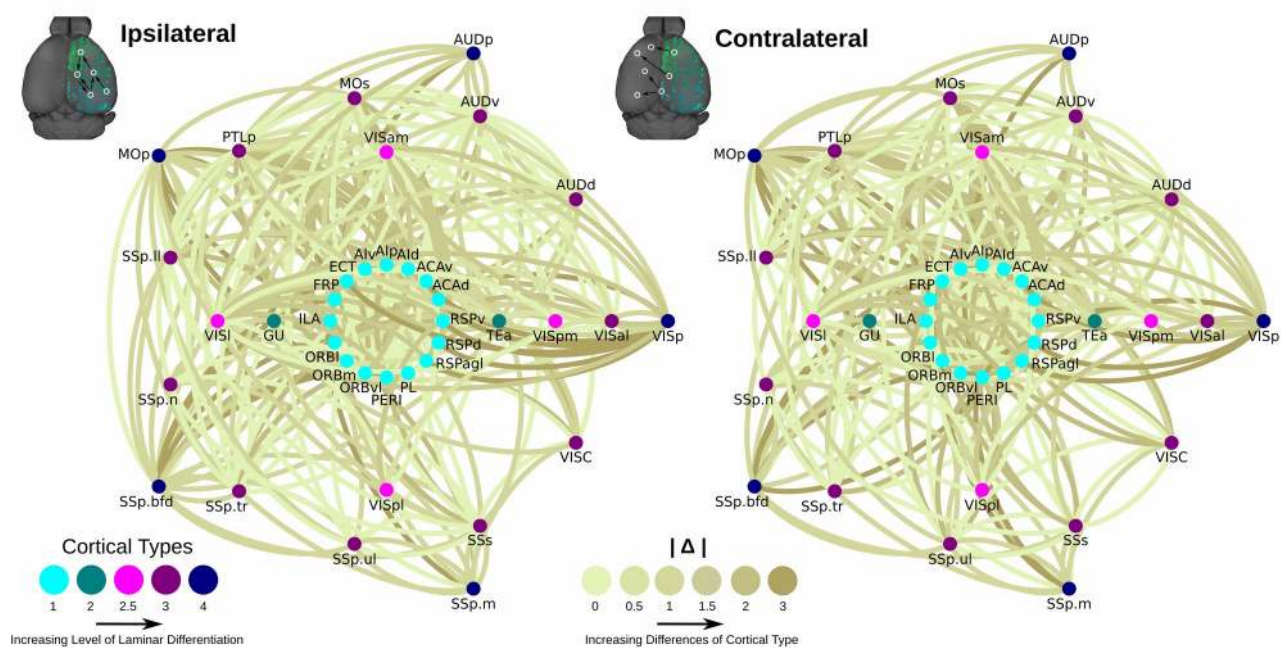 Ipsilateral
AUDp
MOs
AUDv
PTLp
VISam
MOp
AUDd
SSp.ll
AIv
AIp
AId
ECT
ACAv
FRP
ACAd
ILA
RSPv
VISl
GU
TEa
VISpm
VISal
VISp
ORBl
RSPd
ORBm
RSPagl
ORBvl
PL
PERI
SSp.n
VISC
SSp.bfd
SSp.tr
VISpl
SSs
SSp.ul
SSp.m
Cortical Types
1 2 2.5 3 4
Increasing Level of Laminar Differentiation
Contralateral
AUDp
MOs
AUDv
PTLp
VISam
MOp
AUDd
SSp.ll
AIv
AIp
AId
ECT
ACAv
FRP
ACAd
ILA
RSPv
VISl
GU
TEa
VISpm
VISal
VISp
ORBl
RSPd
ORBm
RSPagl
ORBvl
PL
PERI
SSp.n
VISC
SSp.bfd
SSp.tr
VISpl
SSs
SSp.ul
SSp.m
| Δ |
0 0.5 1 1.5 2 3
Increasing Differences of Cortical Type